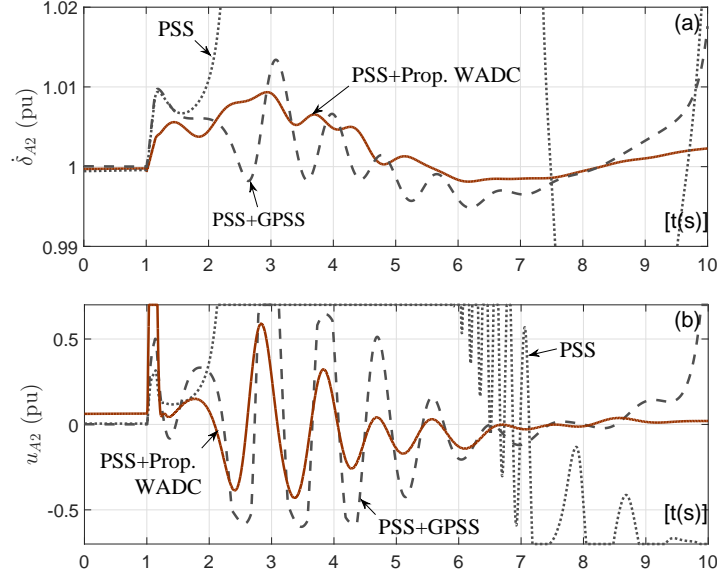 1.02
PSS
(a)
PSS+Prop. WADC
1.01
δ̇_A2 (pu)
1
PSS+GPSS
[t(s)]
0.99
0 1 2 3 4 5 6 7 8 9 10
(b)
0.5
PSS
u_A2 (pu)
0
PSS+Prop.
WADC
-0.5
PSS+GPSS
[t(s)]
0 1 2 3 4 5 6 7 8 9 10